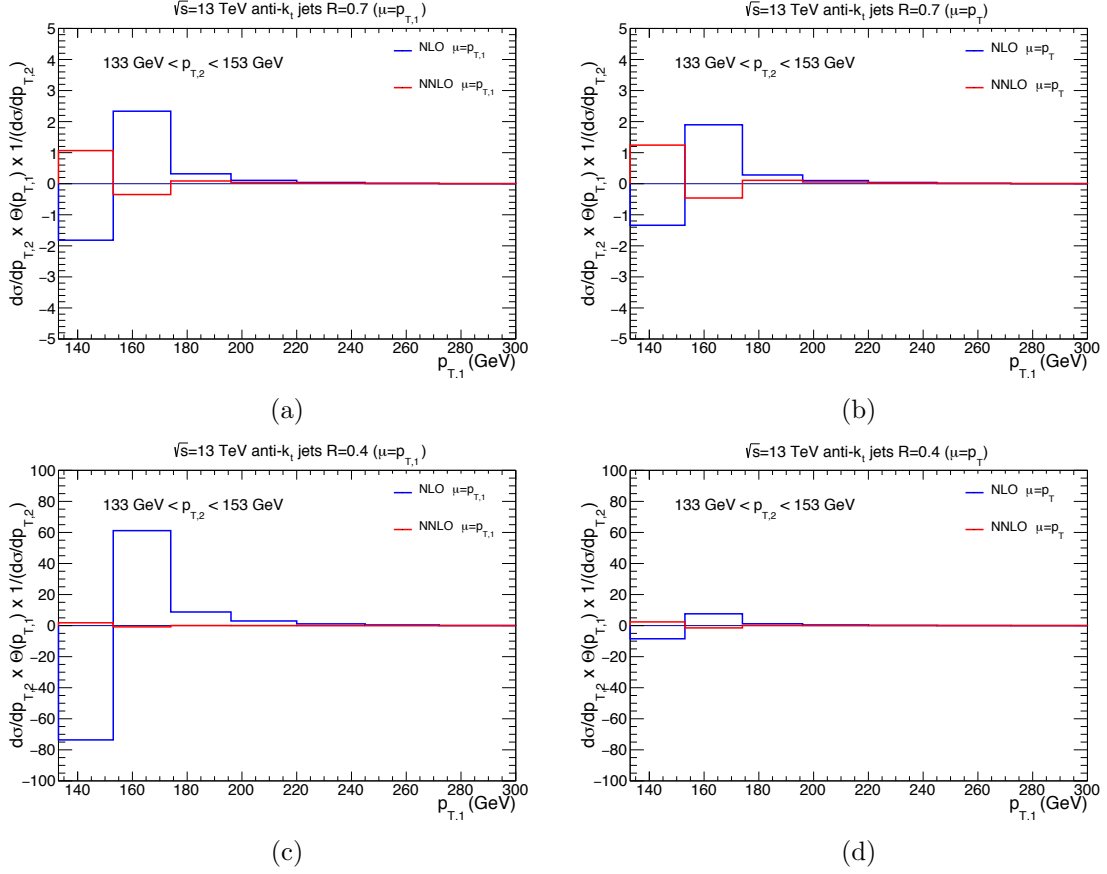 √s=13 TeV anti-k_t jets R=0.7 (μ=p_T,1)
NLO μ=p_T,1
133 GeV < p_T,2 < 153 GeV
NNLO μ=p_T,1
dσ/dp_T,2 x Θ(p_T,1) x 1/(dσ/dp_T,2)
5
4
3
2
1
0
−1
−2
−3
−4
−5
140 160 180 200 220 240 260 280 300
p_T,1 (GeV)
(a)
√s=13 TeV anti-k_t jets R=0.7 (μ=p_T)
NLO μ=p_T
133 GeV < p_T,2 < 153 GeV
NNLO μ=p_T
dσ/dp_T,2 x Θ(p_T,1) x 1/(dσ/dp_T,2)
5
4
3
2
1
0
−1
−2
−3
−4
−5
140 160 180 200 220 240 260 280 300
p_T,1 (GeV)
(b)
√s=13 TeV anti-k_t jets R=0.4 (μ=p_T,1)
NLO μ=p_T,1
133 GeV < p_T,2 < 153 GeV
NNLO μ=p_T,1
dσ/dp_T,2 x Θ(p_T,1) x 1/(dσ/dp_T,2)
100
80
60
40
20
0
−20
−40
−60
−80
−100
140 160 180 200 220 240 260 280 300
p_T,1 (GeV)
(c)
√s=13 TeV anti-k_t jets R=0.4 (μ=p_T)
NLO μ=p_T
133 GeV < p_T,2 < 153 GeV
NNLO μ=p_T
dσ/dp_T,2 x Θ(p_T,1) x 1/(dσ/dp_T,2)
100
80
60
40
20
0
−20
−40
−60
−80
−100
140 160 180 200 220 240 260 280 300
p_T,1 (GeV)
(d)